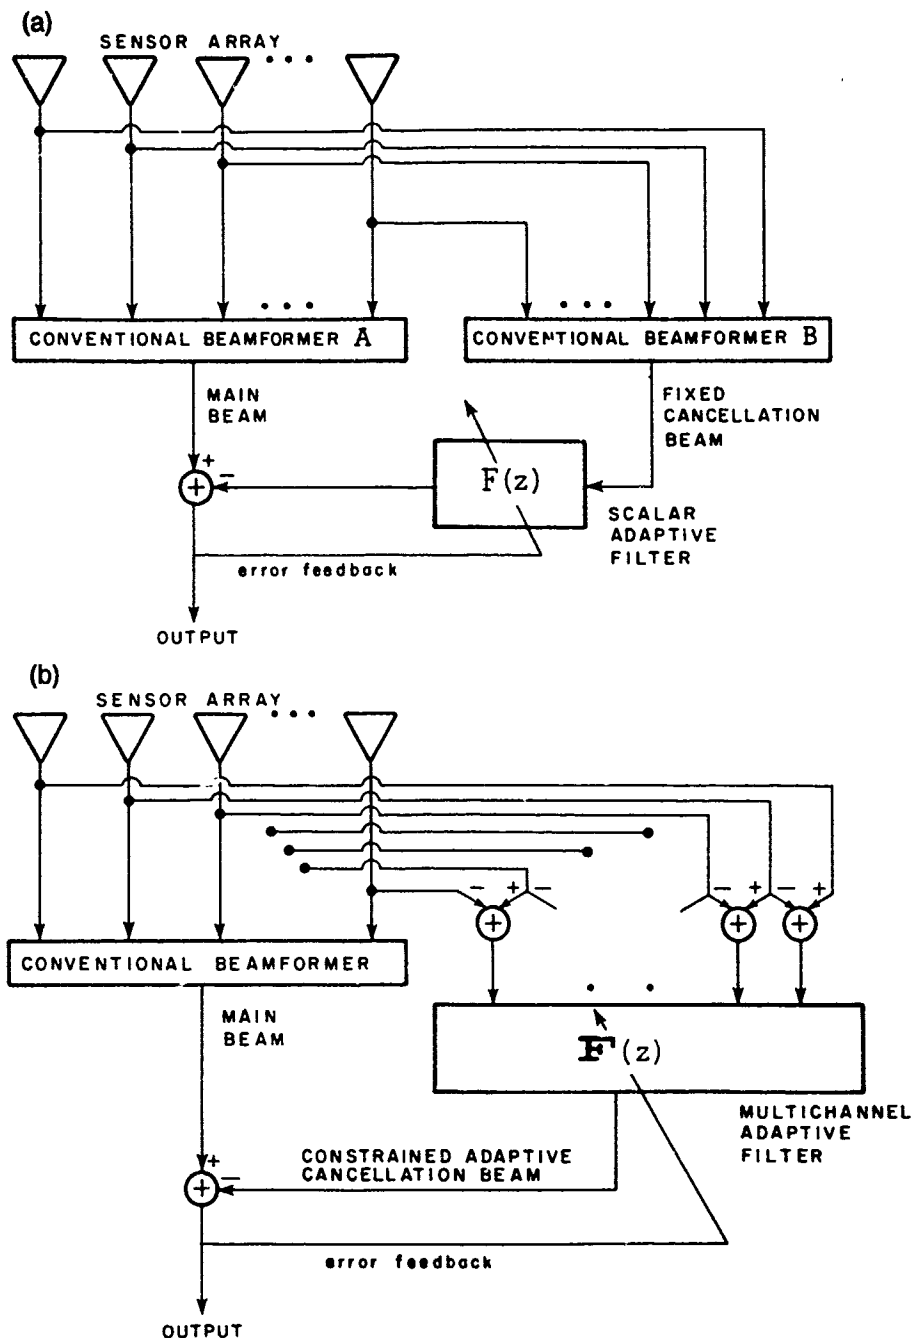 (a)
SENSOR ARRAY
CONVENTIONAL BEAMFORMER A
CONVENTIONAL BEAMFORMER B
MAIN
BEAM
FIXED
CANCELLATION
BEAM
+
−
+
F(z)
SCALAR
ADAPTIVE
FILTER
error feedback
OUTPUT
(b)
SENSOR ARRAY
− + −
− + − +
+
+ +
CONVENTIONAL BEAMFORMER
MAIN
BEAM
F(z)
MULTICHANNEL
ADAPTIVE
FILTER
CONSTRAINED ADAPTIVE
CANCELLATION BEAM
+
−
+
error feedback
OUTPUT